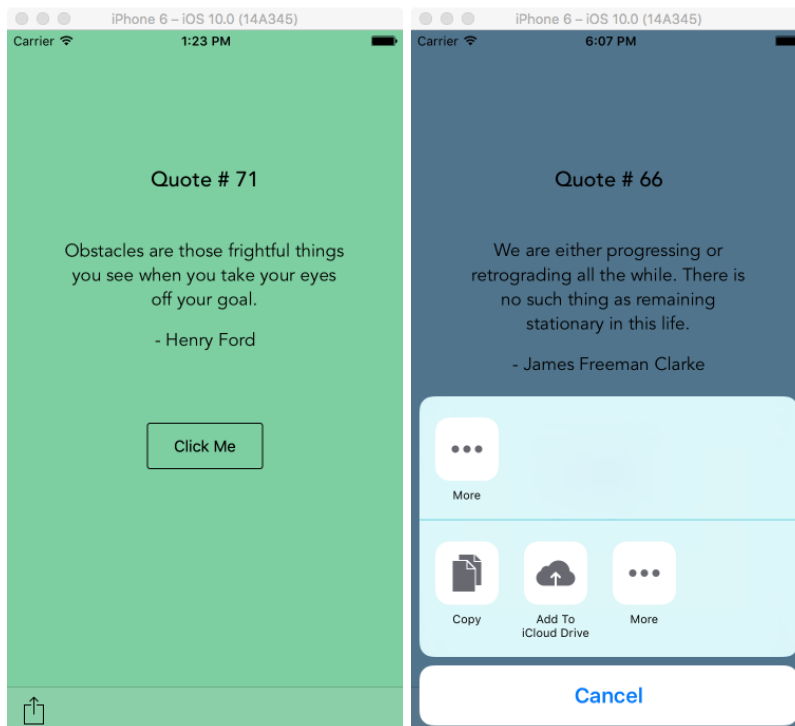 iPhone 6 – iOS 10.0 (14A345)
Carrier
1:23 PM
Quote # 71
Obstacles are those frightful things
you see when you take your eyes
off your goal.
- Henry Ford
Click Me
iPhone 6 – iOS 10.0 (14A345)
Carrier
6:07 PM
Quote # 66
We are either progressing or
retrograding all the while. There is
no such thing as remaining
stationary in this life.
- James Freeman Clarke
More
Copy
Add To
iCloud Drive
More
Cancel